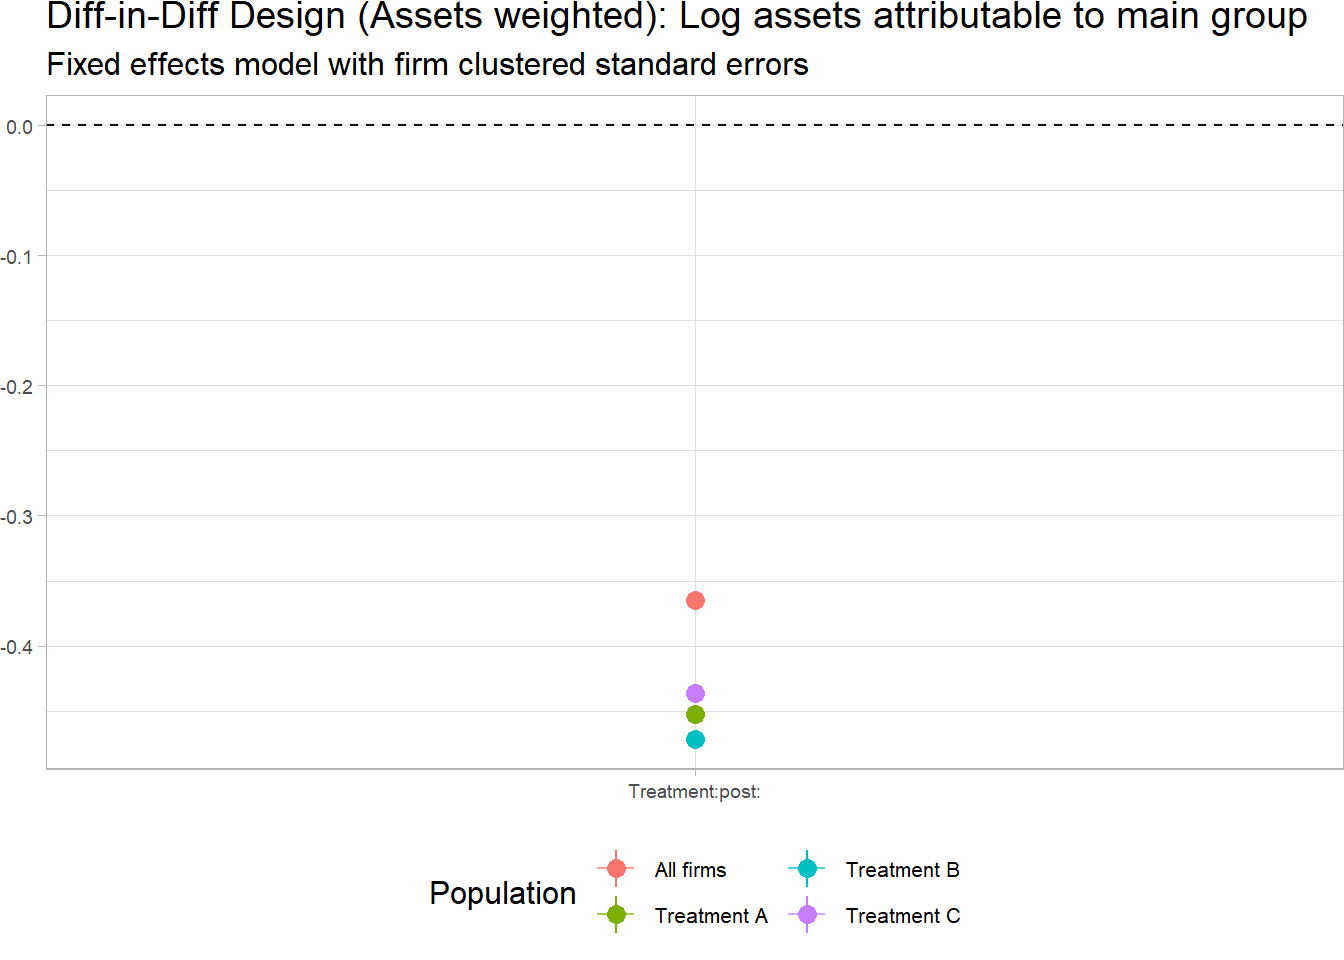 Diff-in-Diff Design (Assets weighted): Log assets attributable to main group
Fixed effects model with firm clustered standard errors
0.0
-0.1
-0.2
-0.3
-0.4
Treatment:post:
Population
All firms
Treatment B
Treatment A
Treatment C